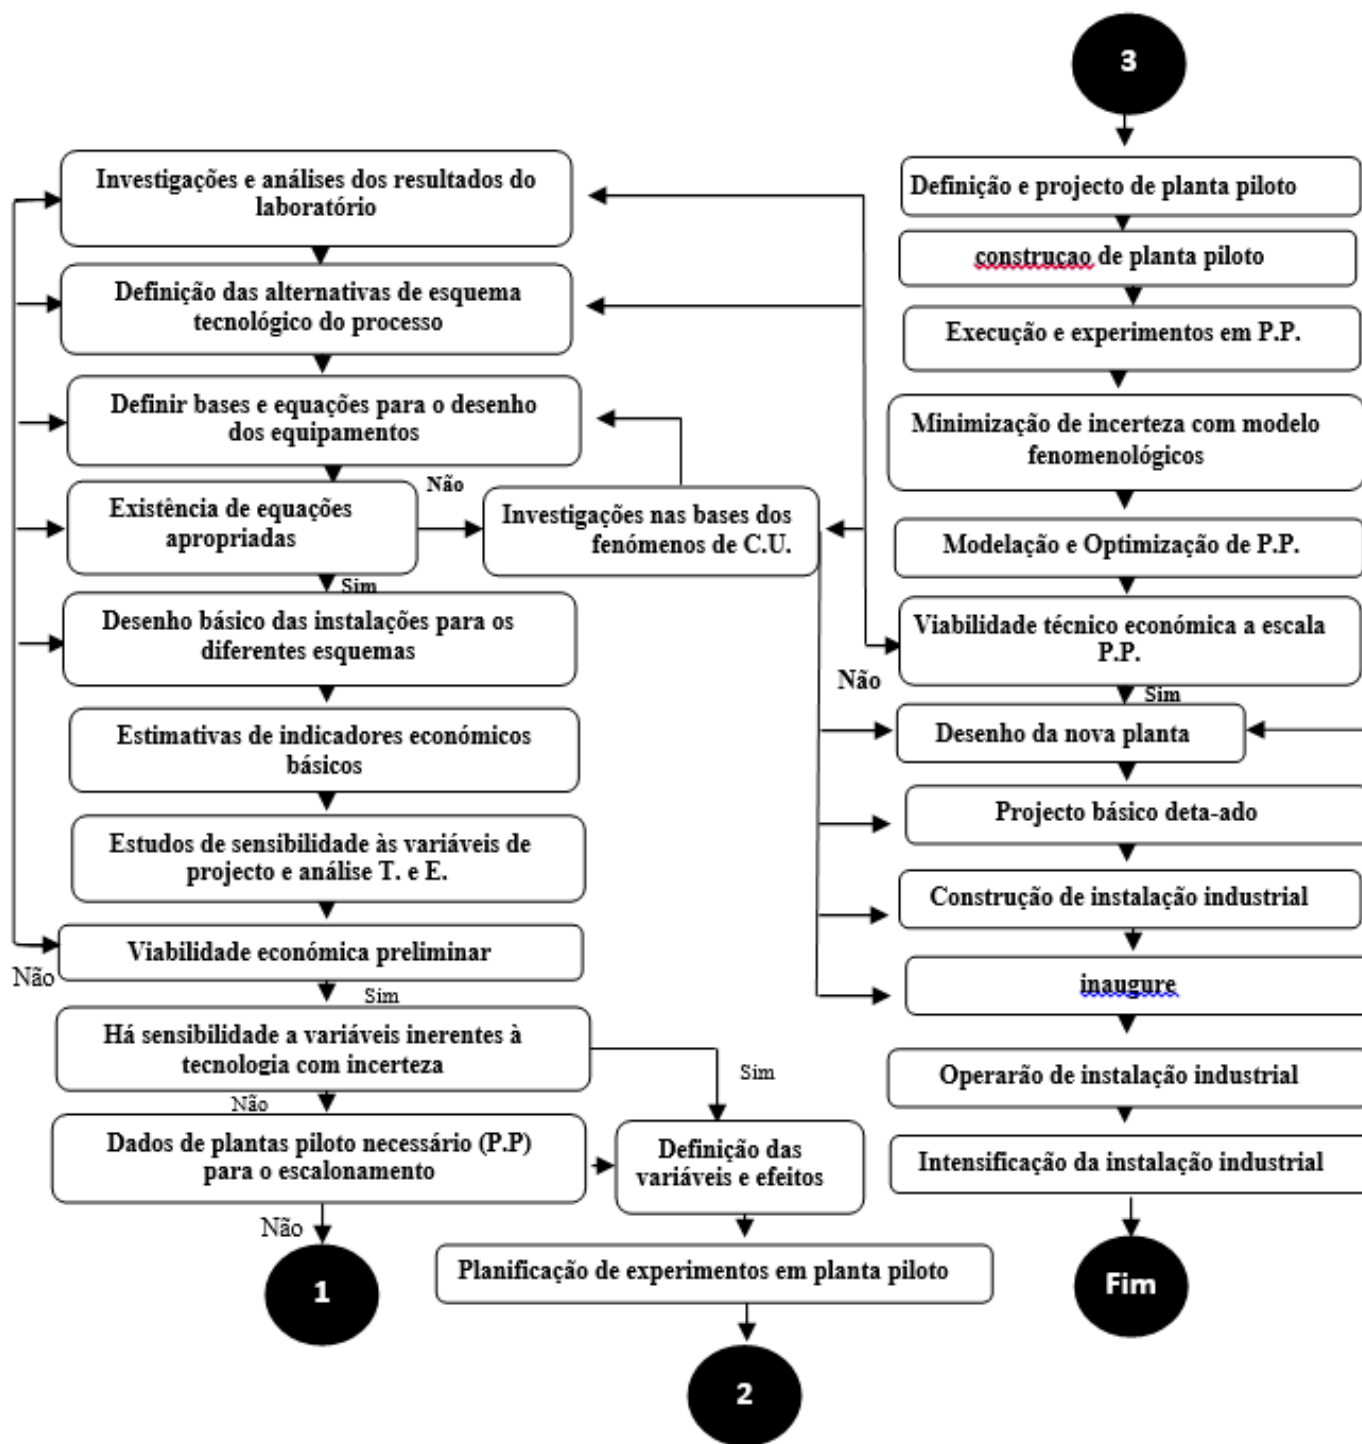 Investigações e análises dos resultados do
laboratório
Definição das alternativas de esquema
tecnológico do processo
Definir bases e equações para o desenho
dos equipamentos
Existência de equações
apropriadas
Não
Investigações nas bases dos
fenómenos de C.U.
Sim
Desenho básico das instalações para os
diferentes esquemas
Estimativas de indicadores económicos
básicos
Estudos de sensibilidade às variáveis de
projecto e análise T. e E.
Viabilidade económica preliminar
Não
Sim
Há sensibilidade a variáveis inerentes à
tecnologia com incerteza
Sim
Não
Dados de plantas piloto necessário (P.P)
para o escalonamento
Definição das
variáveis e efeitos
Não
1
Planificação de experimentos em planta piloto
2
3
Definição e projecto de planta piloto
construçao de planta piloto
Execução e experimentos em P.P.
Minimização de incerteza com modelo
fenomenológicos
Modelação e Optimização de P.P.
Viabilidade técnico económica a escala
P.P.
Não
Sim
Desenho da nova planta
Projecto básico deta-ado
Construção de instalação industrial
inaugure
Operarão de instalação industrial
Intensificação da instalação industrial
Fim